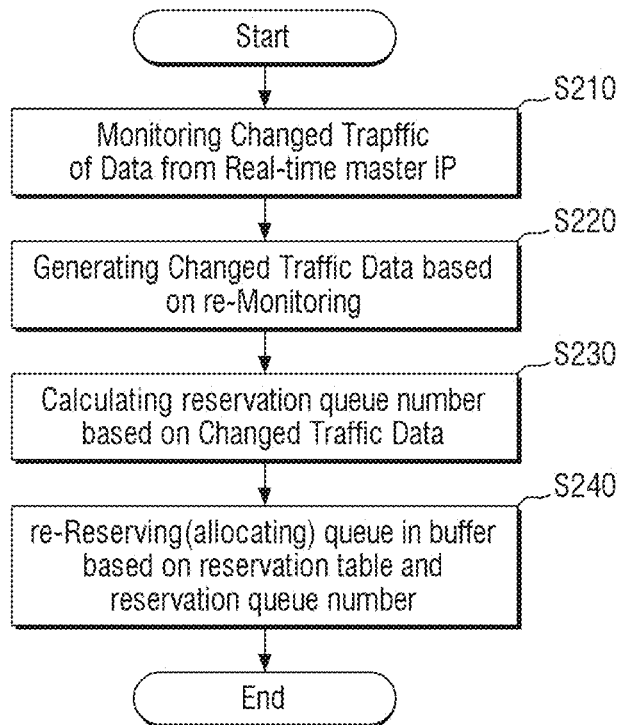 Start
S210
Monitoring Changed Trapffic
of Data from Real-time master IP
S220
Generating Changed Traffic Data based
on re-Monitoring
S230
Calculating reservation queue number
based on Changed Traffic Data
S240
re-Reserving(allocating) queue in buffer
based on reservation table and
reservation queue number
End